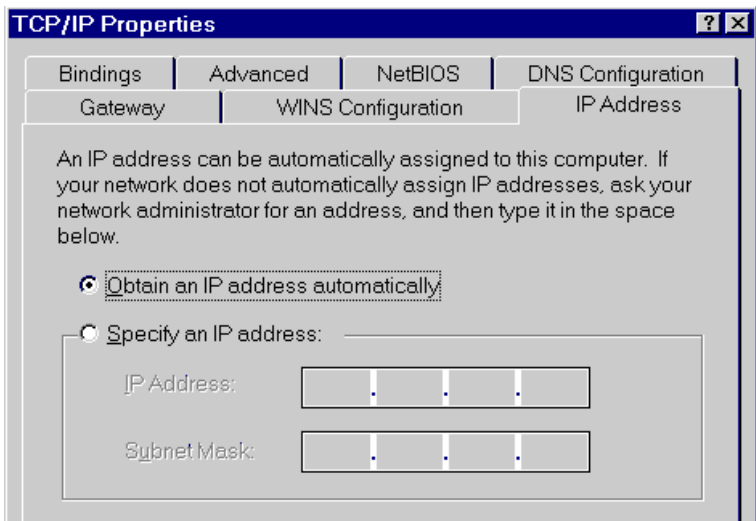 TCP/IP Properties
Bindings
Advanced
NetBIOS
DNS Configuration
Gateway
WINS Configuration
IP Address
An IP address can be automatically assigned to this computer. If
your network does not automatically assign IP addresses, ask your
network administrator for an address, and then type it in the space
below.
Obtain an IP address automatically
Specify an IP address:
IP Address:
Subnet Mask: